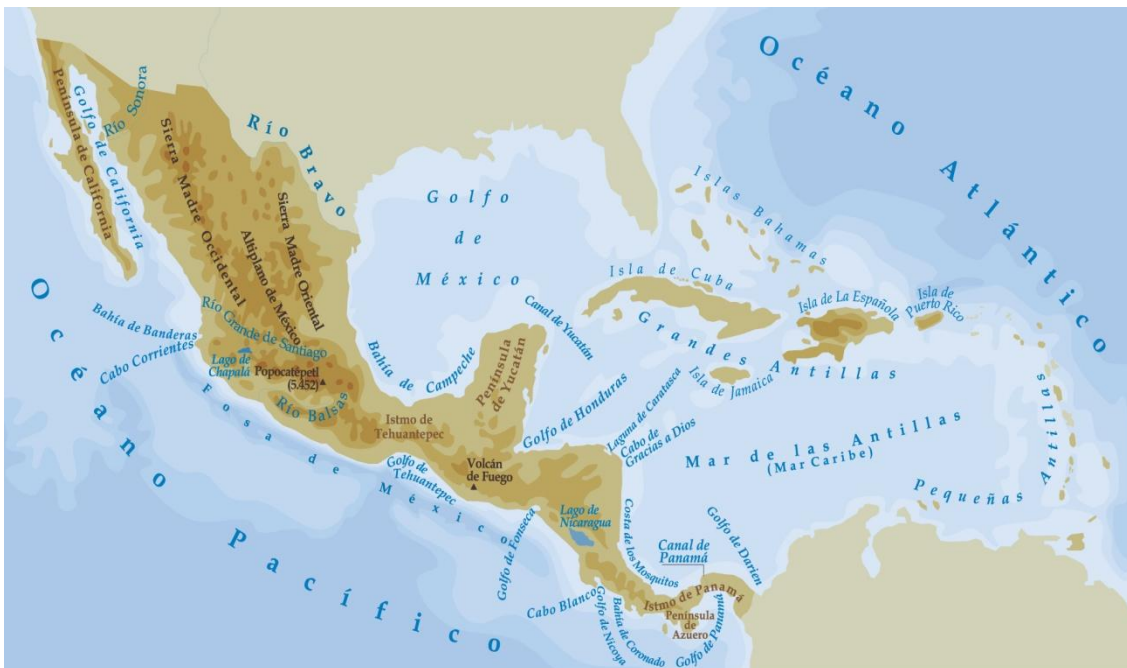 Océano Atlántico
Península de California
Golfo de California
Río Sonora
Sierra Madre Occidental
Río Bravo
Sierra Madre Oriental
Altiplano de México
Golfo
de
México
Islas Bahamas
Isla de Cuba
Isla de La Española
Isla de
Puerto Rico
Océano Pacífico
Bahía de Banderas
Cabo Corrientes
Río Grande de Santiago
Lago de
Chapalá
Popocatépetl
(5.452)
Río Balsas
Fosa de México
Bahía de Campeche
Canal de Yucatán
Península
de Yucatán
Grandes Antillas
Isla de Jamaica
Istmo de
Tehuantepec
Golfo de
Tehuantepec
Volcán
de Fuego
Golfo de Honduras
Laguna de Caratasca
Cabo de
Gracias a Dios
Mar de las Antillas
(Mar Caribe)
Pequeñas Antillas
Golfo de Fonseca
Lago de
Nicaragua
Costa de los Mosquitos
Golfo de Darien
Canal de
Panamá
Istmo de Panamá
Península
de
Azuero
Cabo Blanco
Golfo de Nicoya
Bahía de Coronado
Golfo de Panamá